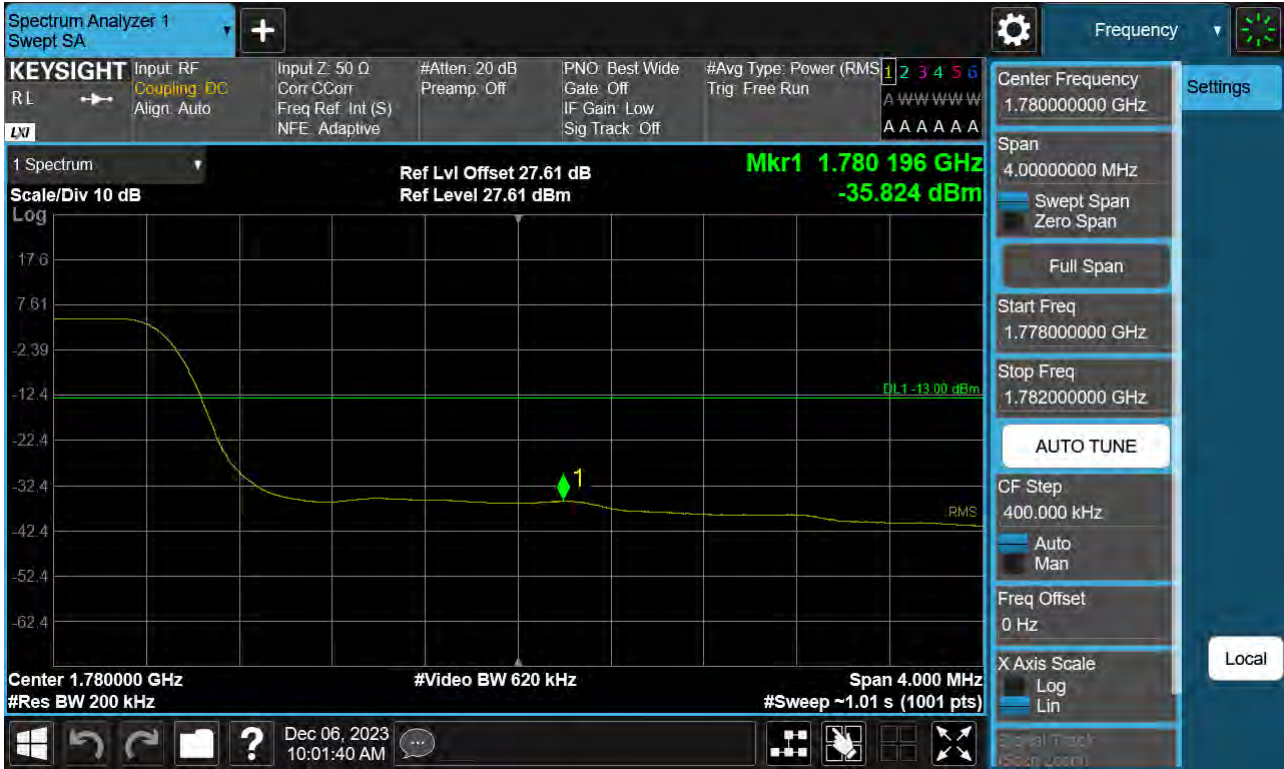 Spectrum Analyzer 1
Swept SA
+
Frequency
KEYSIGHT
RL
LXI
Input: RF
Coupling: DC
Align: Auto
Input Z: 50 Ω
Corr CCorr
Freq Ref: Int (S)
NFE: Adaptive
#Atten: 20 dB
Preamp: Off
PNO: Best Wide
Gate: Off
IF Gain: Low
Sig Track: Off
#Avg Type: Power (RMS
Trig: Free Run
1 2 3 4 5 6
A W W W W W
A A A A A A
1 Spectrum
Scale/Div 10 dB
Log
Ref Lvl Offset 27.61 dB
Ref Level 27.61 dBm
Mkr1 1.780 196 GHz
-35.824 dBm
17.6
7.61
-2.39
-12.4
-22.4
-32.4
-42.4
-52.4
-62.4
DL1 -13.00 dBm
1
RMS
Center 1.780000 GHz
#Video BW 620 kHz
Span 4.000 MHz
#Res BW 200 kHz
#Sweep ~1.01 s (1001 pts)
Center Frequency
1.780000000 GHz
Settings
Span
4.00000000 MHz
Swept Span
Zero Span
Full Span
Start Freq
1.778000000 GHz
Stop Freq
1.782000000 GHz
AUTO TUNE
CF Step
400.000 kHz
Auto
Man
Freq Offset
0 Hz
X Axis Scale
Log
Lin
Signal Track
(Span Zoom)
Local
?
Dec 06, 2023
10:01:40 AM